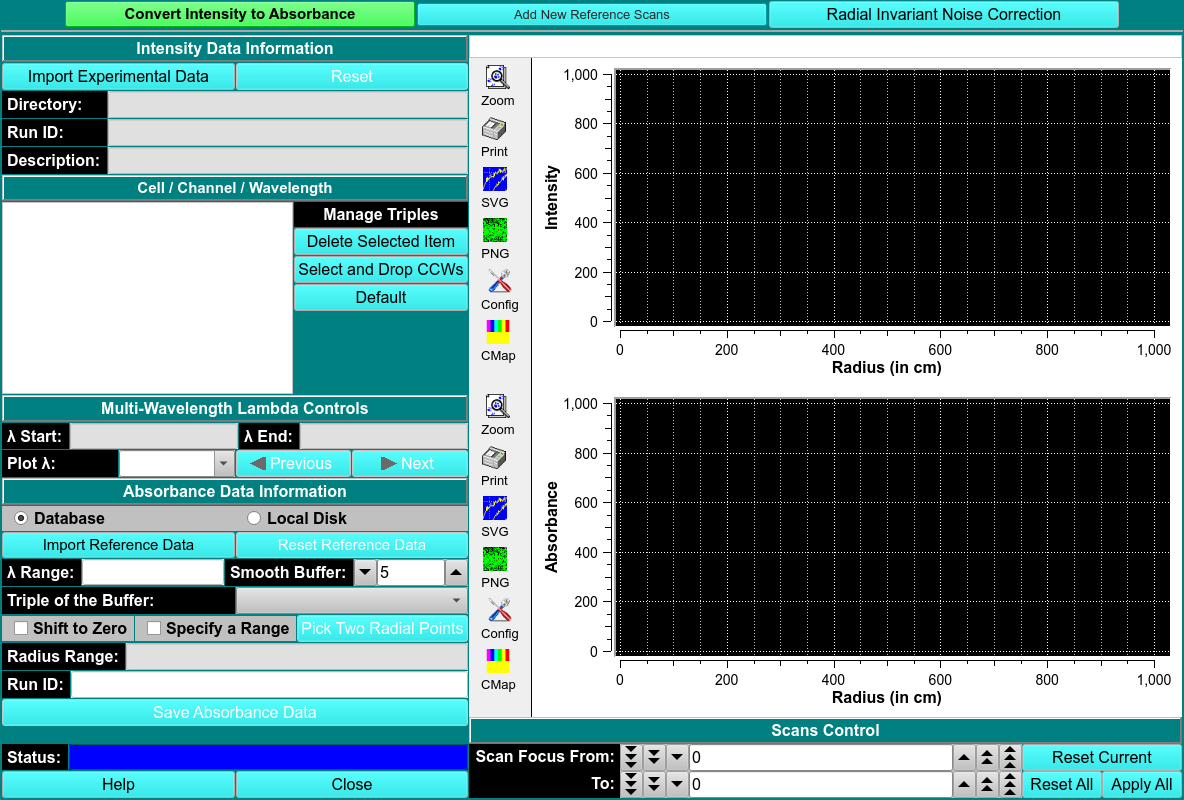 Convert Intensity to Absorbance
Add New Reference Scans
Radial Invariant Noise Correction
Intensity Data Information
Import Experimental Data
Reset
Directory:
Run ID:
Description:
Cell / Channel / Wavelength
Manage Triples
Delete Selected Item
Select and Drop CCWs
Default
Multi-Wavelength Lambda Controls
λ Start:
λ End:
Plot λ:
Previous
Next
Absorbance Data Information
Database
Local Disk
Import Reference Data
Reset Reference Data
λ Range:
Smooth Buffer:
5
Triple of the Buffer:
Shift to Zero
Specify a Range
Pick Two Radial Points
Radius Range:
Run ID:
Save Absorbance Data
Status:
Help
Close
Zoom
Print
SVG
PNG
Config
CMap
Intensity
1,000
800
600
400
200
0
0
200
400
600
800
1,000
Radius (in cm)
Zoom
Print
SVG
PNG
Config
CMap
Absorbance
1,000
800
600
400
200
0
0
200
400
600
800
1,000
Radius (in cm)
Scans Control
Scan Focus From:
0
Reset Current
To:
0
Reset All
Apply All